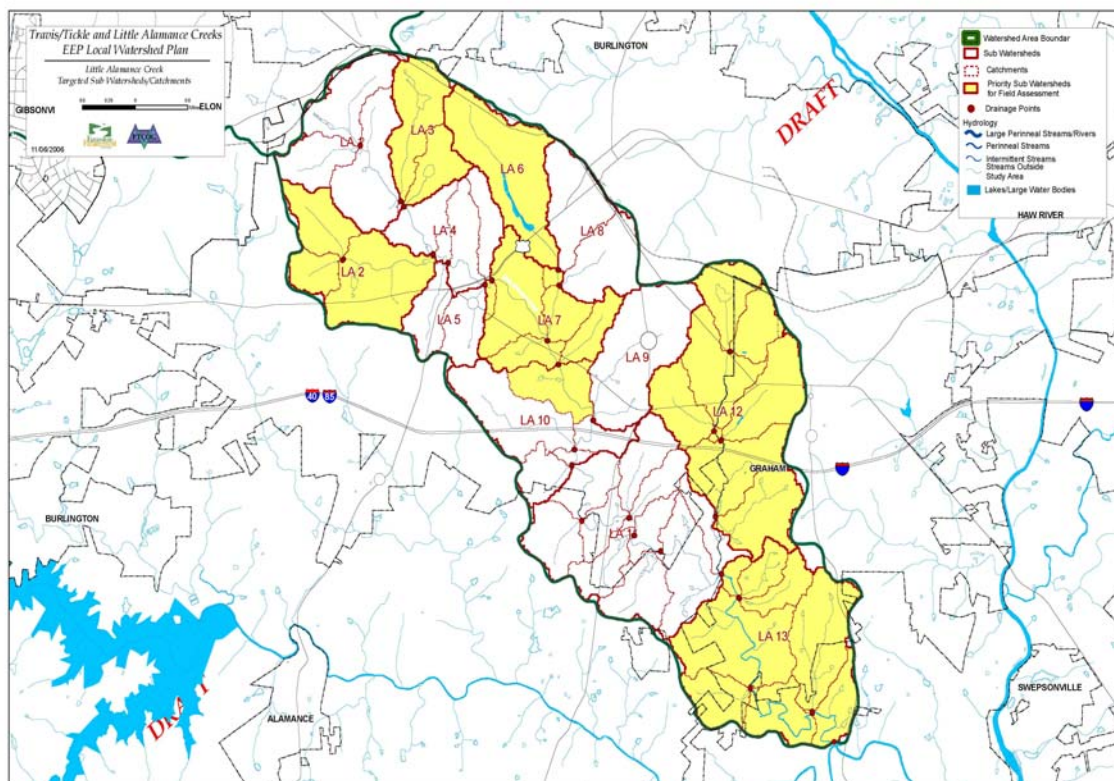 Travis/Tickle and Little Alamance Creeks
EEP Local Watershed Plan
Little Alamance Creek
Targeted Sub Watersheds/Catchments
11/06/2006
GIBSONVI
ELON
BURLINGTON
DRAFT
Watershed Area Boundar
Sub Watersheds
Catchments
Priority Sub Watersheds
for Field Assessment
Drainage Points
Hydrology
Large Perinneal Streams/Rivers
Perinneal Streams
Intermittent Streams
Streams Outside
Study Area
Lakes/Large Water Bodies
HAW RIVER
LA
LA 3
LA 6
LA 4
LA 8
LA 2
LA 5
LA 7
LA 9
40
85
LA 10
LA 12
GRAHAM
BURLINGTON
LA 1
LA 13
DRAFT
ALAMANCE
SWEPSONVILLE